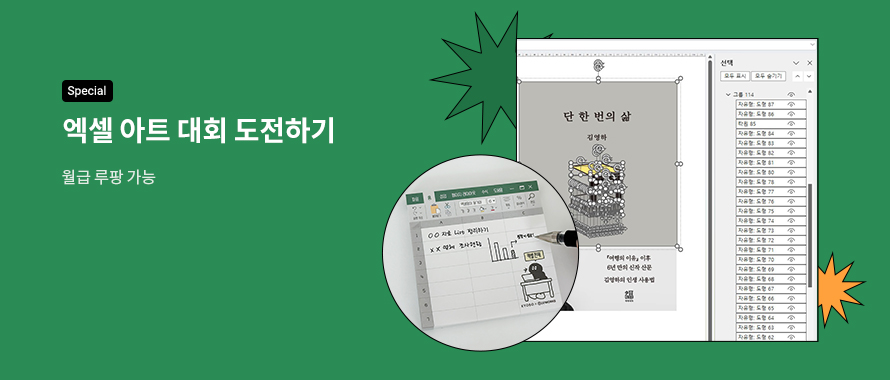 Special
엑셀 아트 대회 도전하기
월급 루팡 가능
선택
모두 표시 모두 숨기기
그룹 114
자유형: 도형 87
자유형: 도형 86
타원 85
자유형: 도형 84
자유형: 도형 83
자유형: 도형 82
자유형: 도형 81
자유형: 도형 80
자유형: 도형 78
자유형: 도형 77
자유형: 도형 76
자유형: 도형 75
자유형: 도형 74
자유형: 도형 73
자유형: 도형 72
자유형: 도형 71
자유형: 도형 70
자유형: 도형 69
자유형: 도형 68
자유형: 도형 67
자유형: 도형 66
자유형: 도형 65
자유형: 도형 64
자유형: 도형 63
자유형: 도형 62
단 한 번의 삶
김영하
『여행의 이유』 이후
6년 만의 신작 산문
김영하의 인생 사용법
○○ 자료 List 정리하기